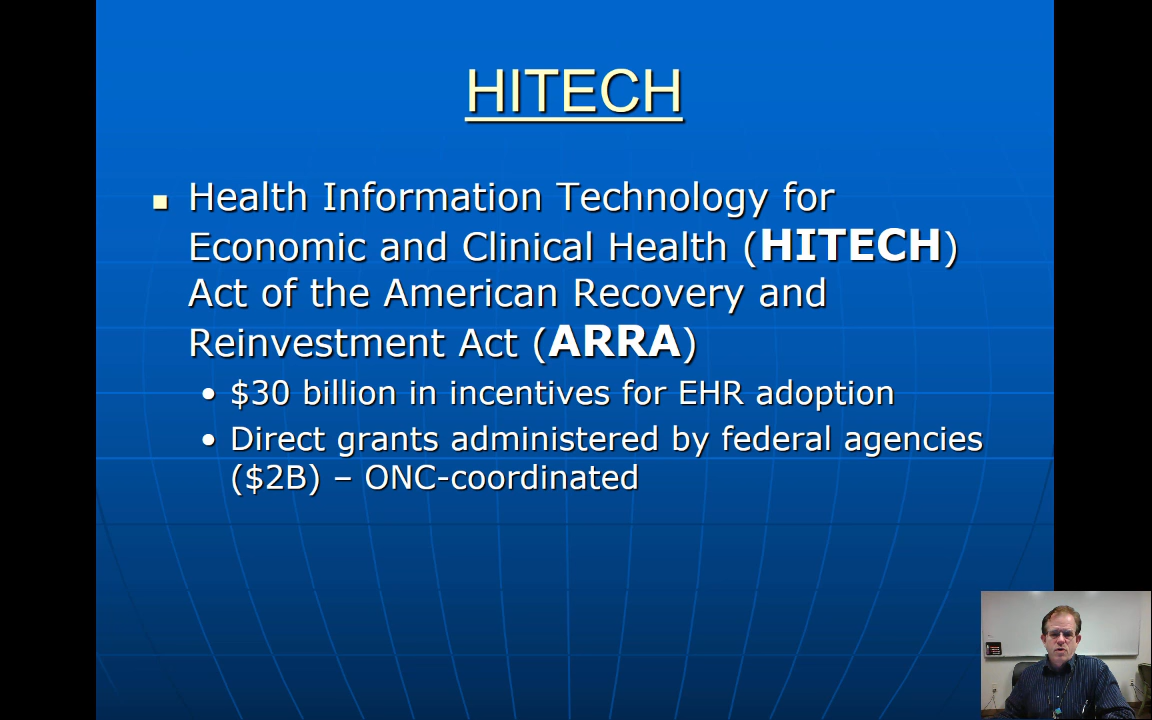 HITECH
Health Information Technology for
Economic and Clinical Health (HITECH)
Act of the American Recovery and
Reinvestment Act (ARRA)
• $30 billion in incentives for EHR adoption
• Direct grants administered by federal agencies
($2B) – ONC-coordinated